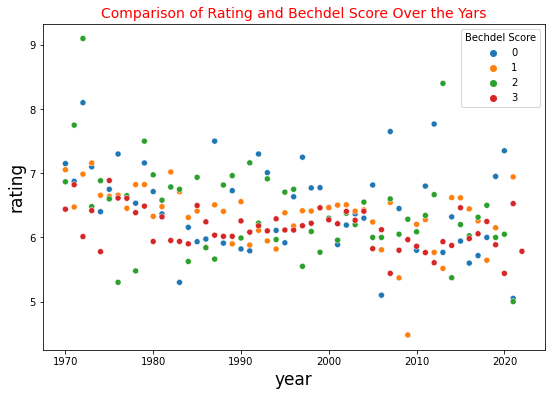 Comparison of Rating and Bechdel Score Over the Yars
Bechdel Score
0
1
2
3
rating
9
8
7
6
5
1970 1980 1990 2000 2010 2020
year